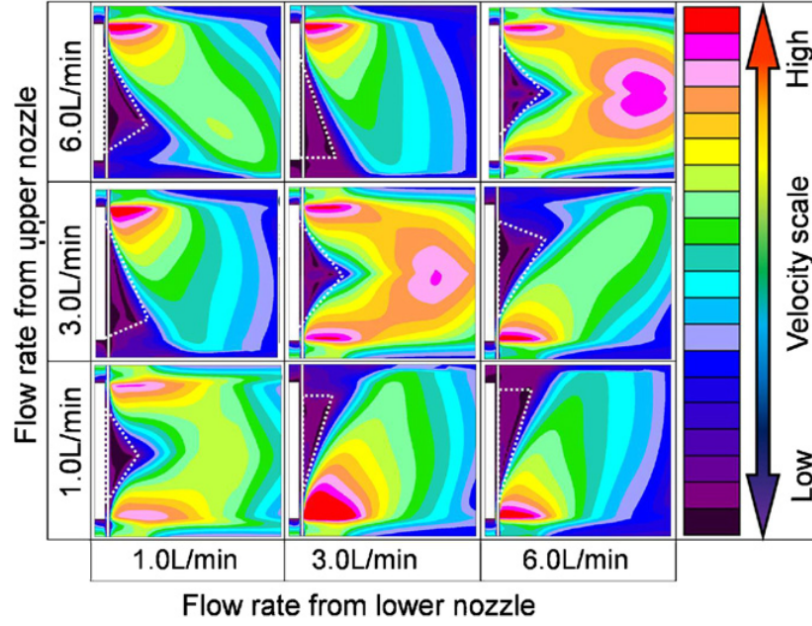 Flow rate from upper nozzle
6.0L/min
3.0L/min
1.0L/min
1.0L/min
3.0L/min
6.0L/min
Flow rate from lower nozzle
High
Velocity scale
Low